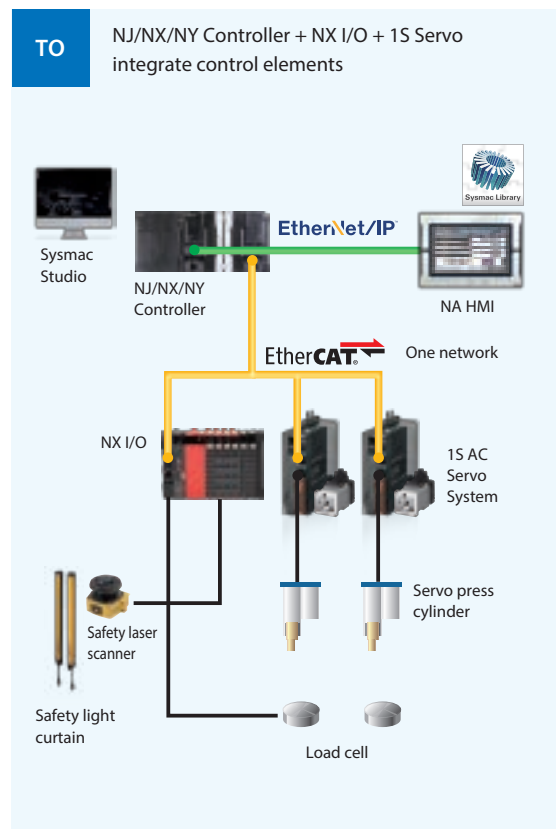 TO
NJ/NX/NY Controller + NX I/O + 1S Servo
integrate control elements
Sysmac Library
EtherNet/IP™
Sysmac
Studio
NJ/NX/NY
Controller
NA HMI
EtherCAT®
One network
NX I/O
1S AC
Servo
System
Servo press
cylinder
Safety laser
scanner
Safety light
curtain
Load cell